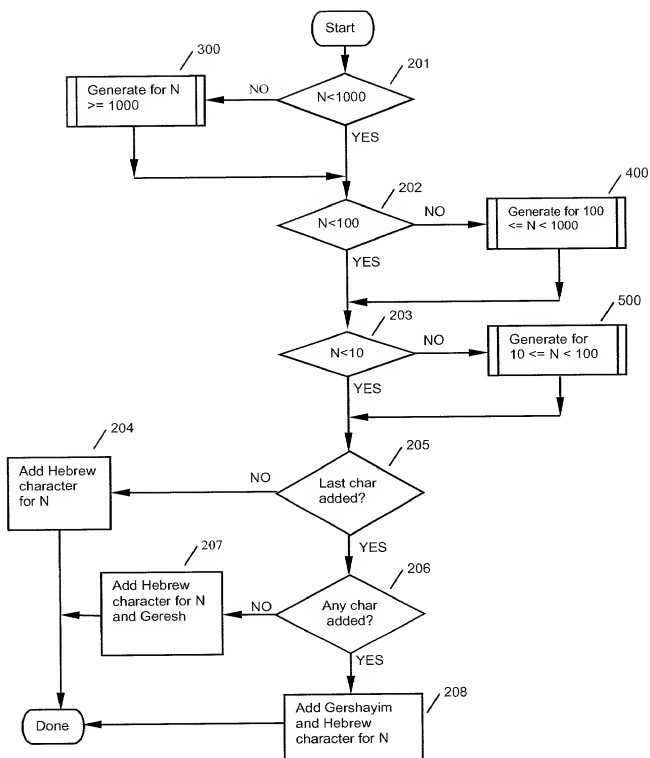 Start
300
201
Generate for N
>= 1000
NO
N<1000
YES
202
400
N<100
NO
Generate for 100
<= N < 1000
YES
203
500
N<10
NO
Generate for
10 <= N < 100
YES
204
205
Add Hebrew
character
for N
NO
Last char
added?
YES
207
206
Add Hebrew
character for N
and Geresh
NO
Any char
added?
YES
208
Done
Add Gershayim
and Hebrew
character for N